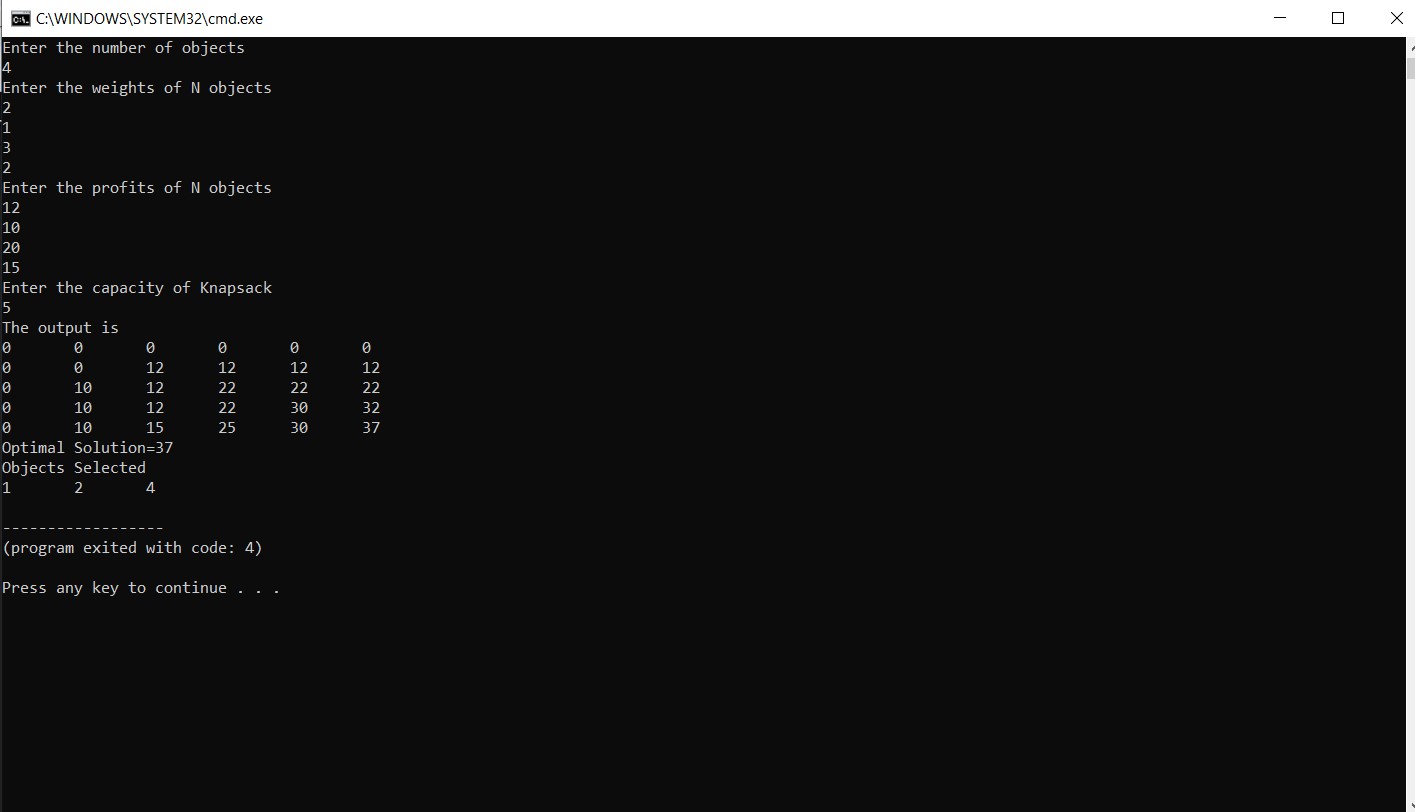 C:\WINDOWS\SYSTEM32\cmd.exe
Enter the number of objects
4
Enter the weights of N objects
2
1
3
2
Enter the profits of N objects
12
10
20
15
Enter the capacity of Knapsack
5
The output is
0 0 0 0 0 0
0 0 12 12 12 12
0 10 12 22 22 22
0 10 12 22 30 32
0 10 15 25 30 37
Optimal Solution=37
Objects Selected
1 2 4
------------------
(program exited with code: 4)
Press any key to continue . . .